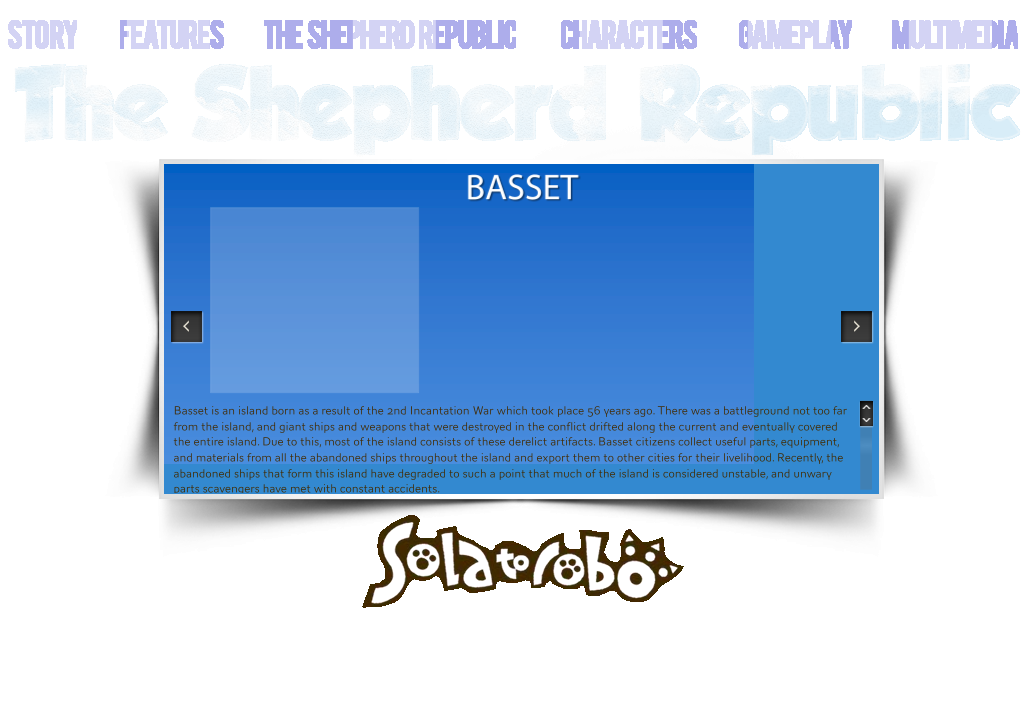 STORY FEATURES THE SHEPHERD REPUBLIC CHARACTERS GAMEPLAY MULTIMEDIA
The Shepherd Republic
BASSET
Basset is an island born as a result of the 2nd Incantation War which took place 56 years ago. There was a battleground not too far
from the island, and giant ships and weapons that were destroyed in the conflict drifted along the current and eventually covered
the entire island. Due to this, most of the island consists of these derelict artifacts. Basset citizens collect useful parts, equipment,
and materials from all the abandoned ships throughout the island and export them to other cities for their livelihood. Recently, the
abandoned ships that form this island have degraded to such a point that much of the island is considered unstable, and unwary
parts scavengers have met with constant accidents.
Solatorobo